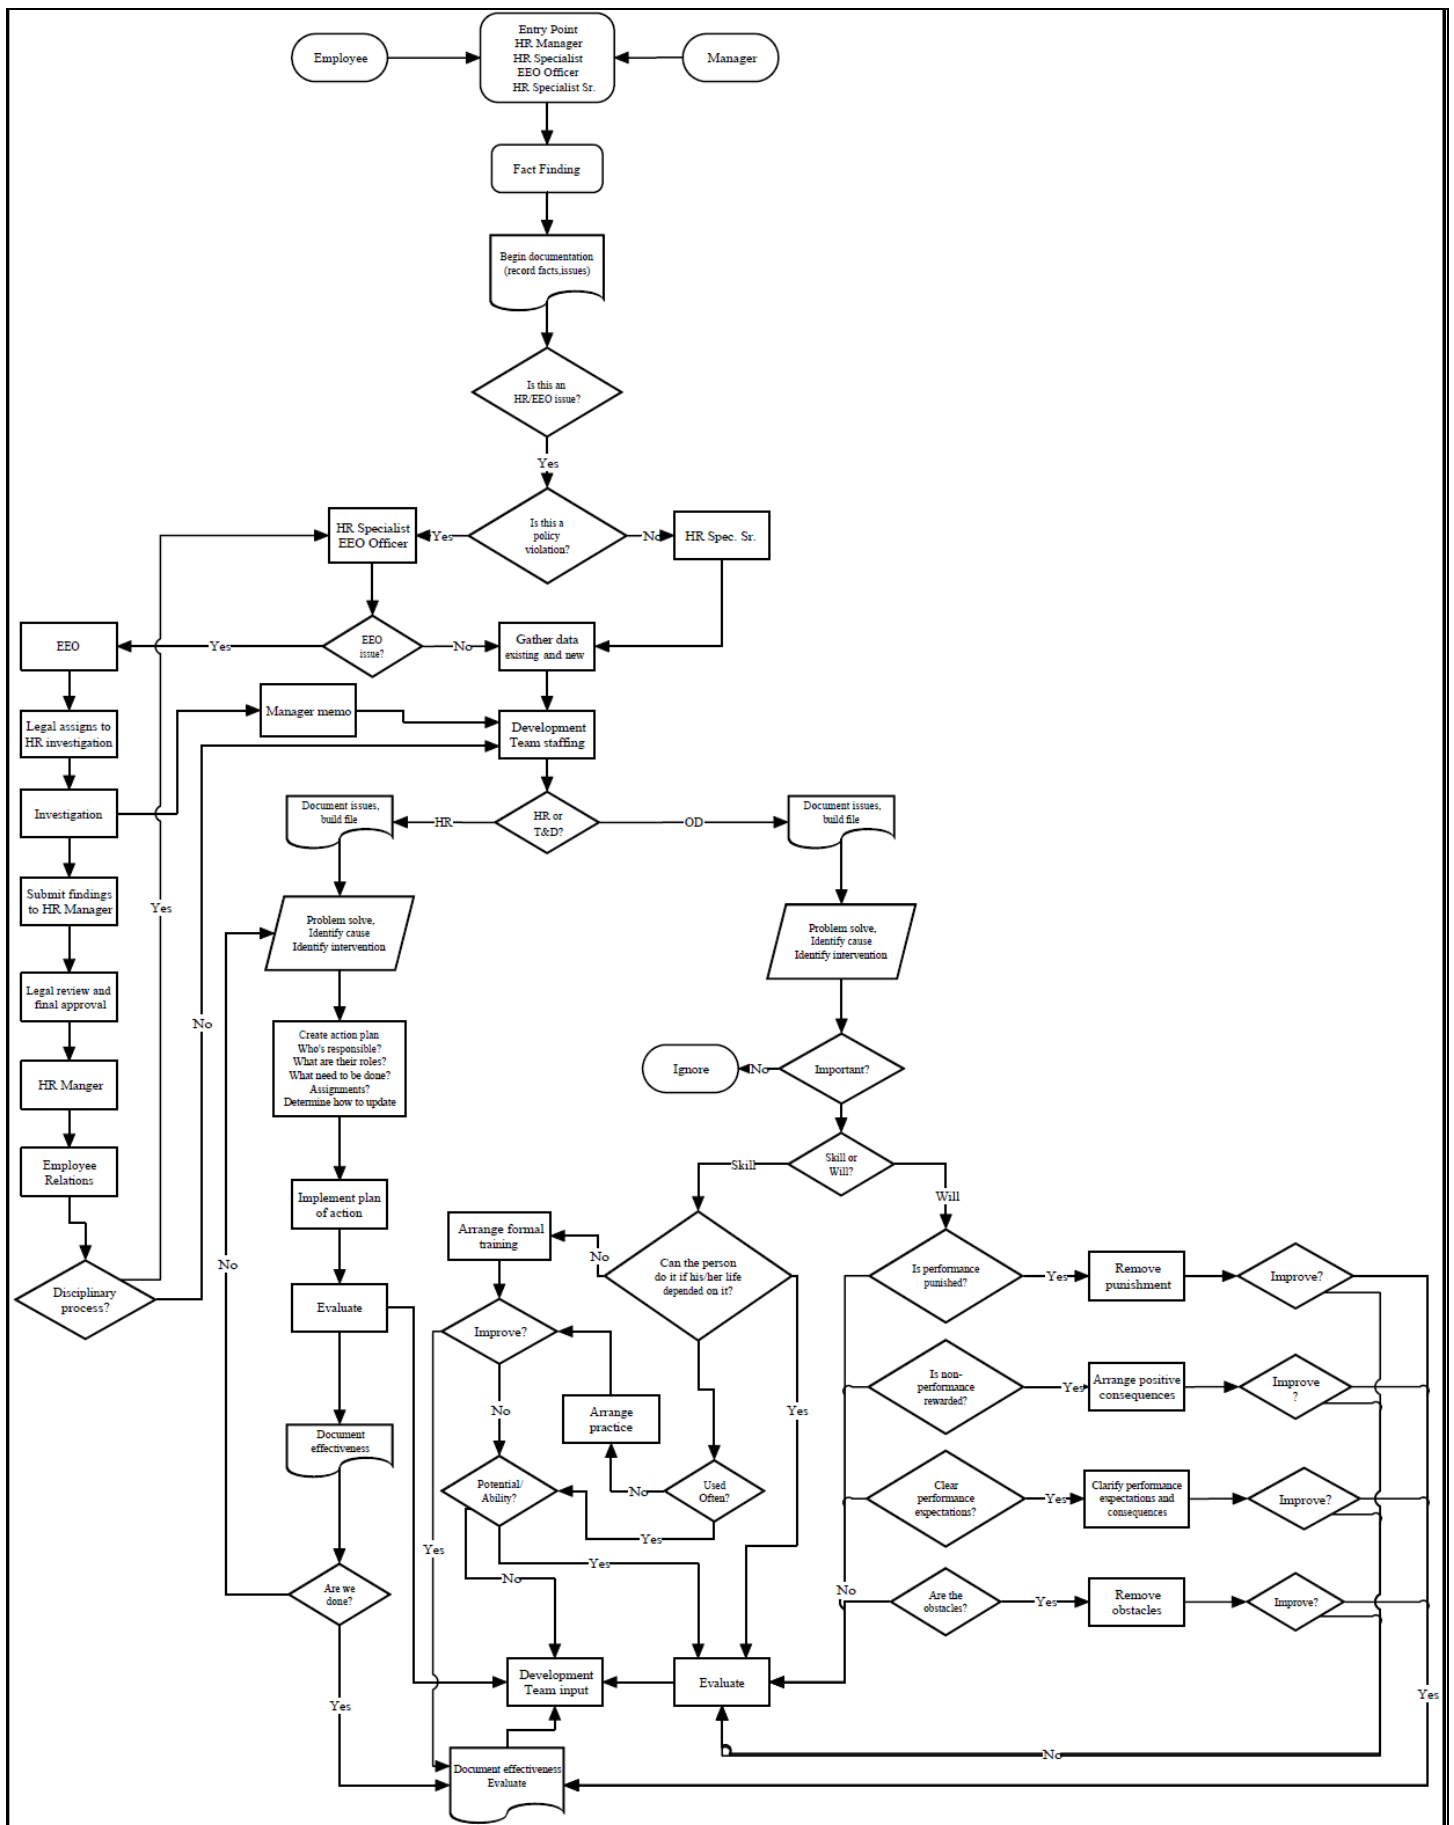 Entry Point
HR Manager
HR Specialist
EEO Officer
HR Specialist Sr.
Employee
Manager
Fact Finding
Begin documentation
(record facts,issues)
Is this an
HR/EEO issue?
Yes
Is this a
policy
violation?
Yes
No
HR Specialist
EEO Officer
HR Spec. Sr.
EEO
issue?
Yes
No
EEO
Gather data
existing and new
Legal assigns to
HR investigation
Manager memo
Development
Team staffing
Investigation
Document issues,
build file
HR
HR or
T&D?
OD
Document issues,
build file
Submit findings
to HR Manager
Yes
Problem solve,
Identify cause
Identify intervention
Problem solve,
Identify cause
Identify intervention
Legal review and
final approval
No
Create action plan
Who's responsible?
What are their roles?
What need to be done?
Assignments?
Determine how to update
HR Manger
Ignore
No
Important?
Employee
Relations
Skill
Skill or
Will?
Will
Implement plan
of action
Arrange formal
training
No
Can the person
do it if his/her life
depended on it?
Is performance
punished?
Yes
Remove
punishment
Improve?
No
Disciplinary
process?
Evaluate
Improve?
Is non-
performance
rewarded?
Yes
Arrange positive
consequences
Improve
?
No
Arrange
practice
Yes
Document
effectiveness
Potential/
Ability?
No
Used
Often?
Clear
performance
expectations?
Yes
Clarify performance
expectations and
consequences
Improve?
Yes
Yes
Yes
No
No
Are we
done?
Are the
obstacles?
Yes
Remove
obstacles
Improve?
Development
Team input
Evaluate
Yes
Yes
No
Document effectiveness
Evaluate